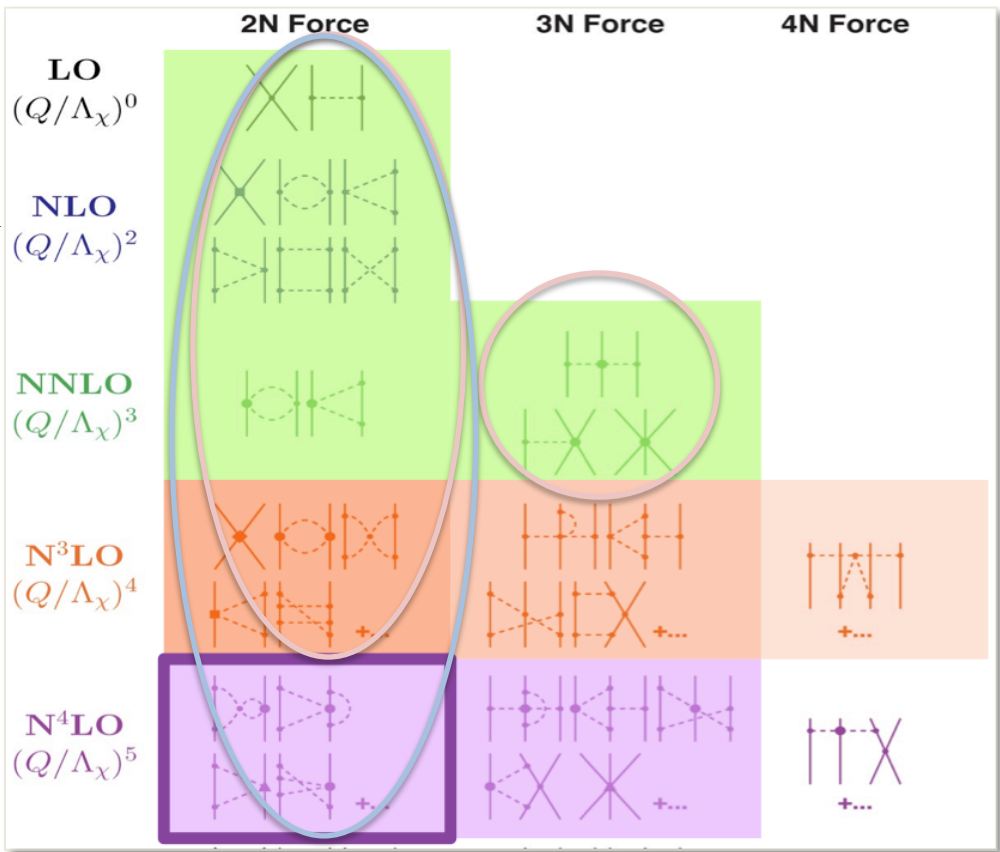 2N Force 3N Force 4N Force
LO
(Q/Λχ)⁰
NLO
(Q/Λχ)²
NNLO
(Q/Λχ)³
N³LO
(Q/Λχ)⁴
+...
+...
+...
N⁴LO
(Q/Λχ)⁵
+...
+...
+...